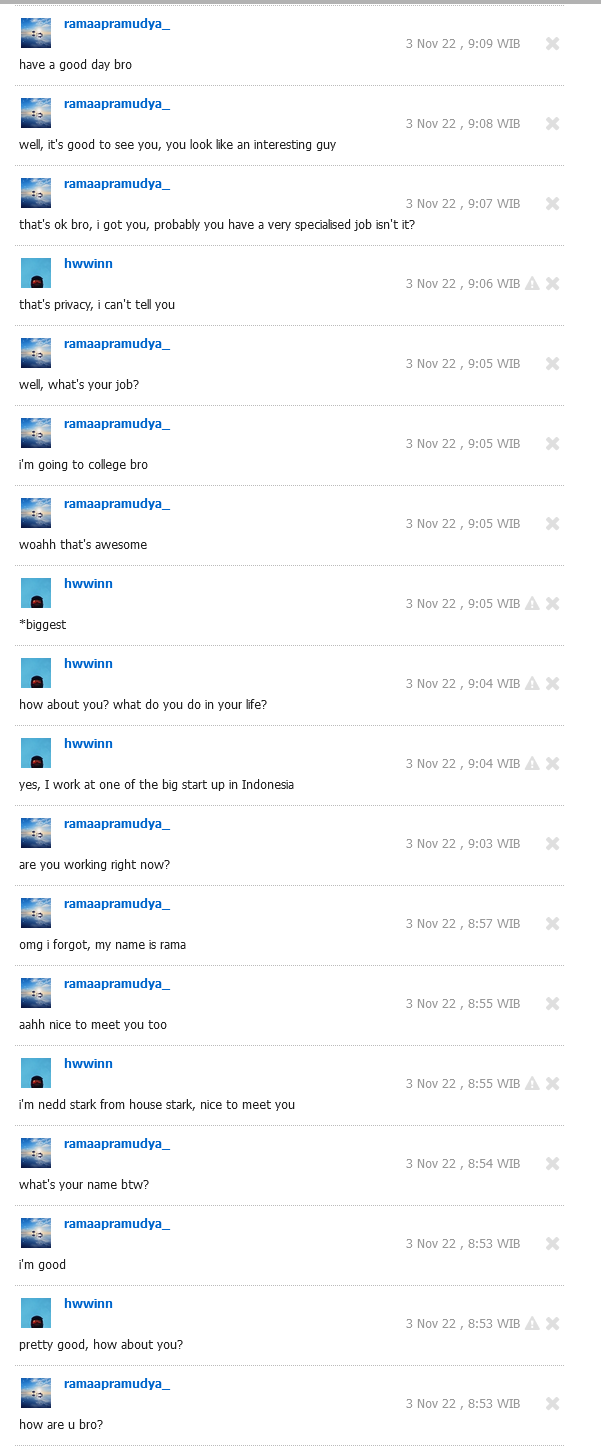 ramaapramudya_
3 Nov 22 , 9:09 WIB
have a good day bro
ramaapramudya_
3 Nov 22 , 9:08 WIB
well, it's good to see you, you look like an interesting guy
ramaapramudya_
3 Nov 22 , 9:07 WIB
that's ok bro, i got you, probably you have a very specialised job isn't it?
hwwinn
3 Nov 22 , 9:06 WIB
that's privacy, i can't tell you
ramaapramudya_
3 Nov 22 , 9:05 WIB
well, what's your job?
ramaapramudya_
3 Nov 22 , 9:05 WIB
i'm going to college bro
ramaapramudya_
3 Nov 22 , 9:05 WIB
woahh that's awesome
hwwinn
3 Nov 22 , 9:05 WIB
*biggest
hwwinn
3 Nov 22 , 9:04 WIB
how about you? what do you do in your life?
hwwinn
3 Nov 22 , 9:04 WIB
yes, I work at one of the big start up in Indonesia
ramaapramudya_
3 Nov 22 , 9:03 WIB
are you working right now?
ramaapramudya_
3 Nov 22 , 8:57 WIB
omg i forgot, my name is rama
ramaapramudya_
3 Nov 22 , 8:55 WIB
aahh nice to meet you too
hwwinn
3 Nov 22 , 8:55 WIB
i'm nedd stark from house stark, nice to meet you
ramaapramudya_
3 Nov 22 , 8:54 WIB
what's your name btw?
ramaapramudya_
3 Nov 22 , 8:53 WIB
i'm good
hwwinn
3 Nov 22 , 8:53 WIB
pretty good, how about you?
ramaapramudya_
3 Nov 22 , 8:53 WIB
how are u bro?